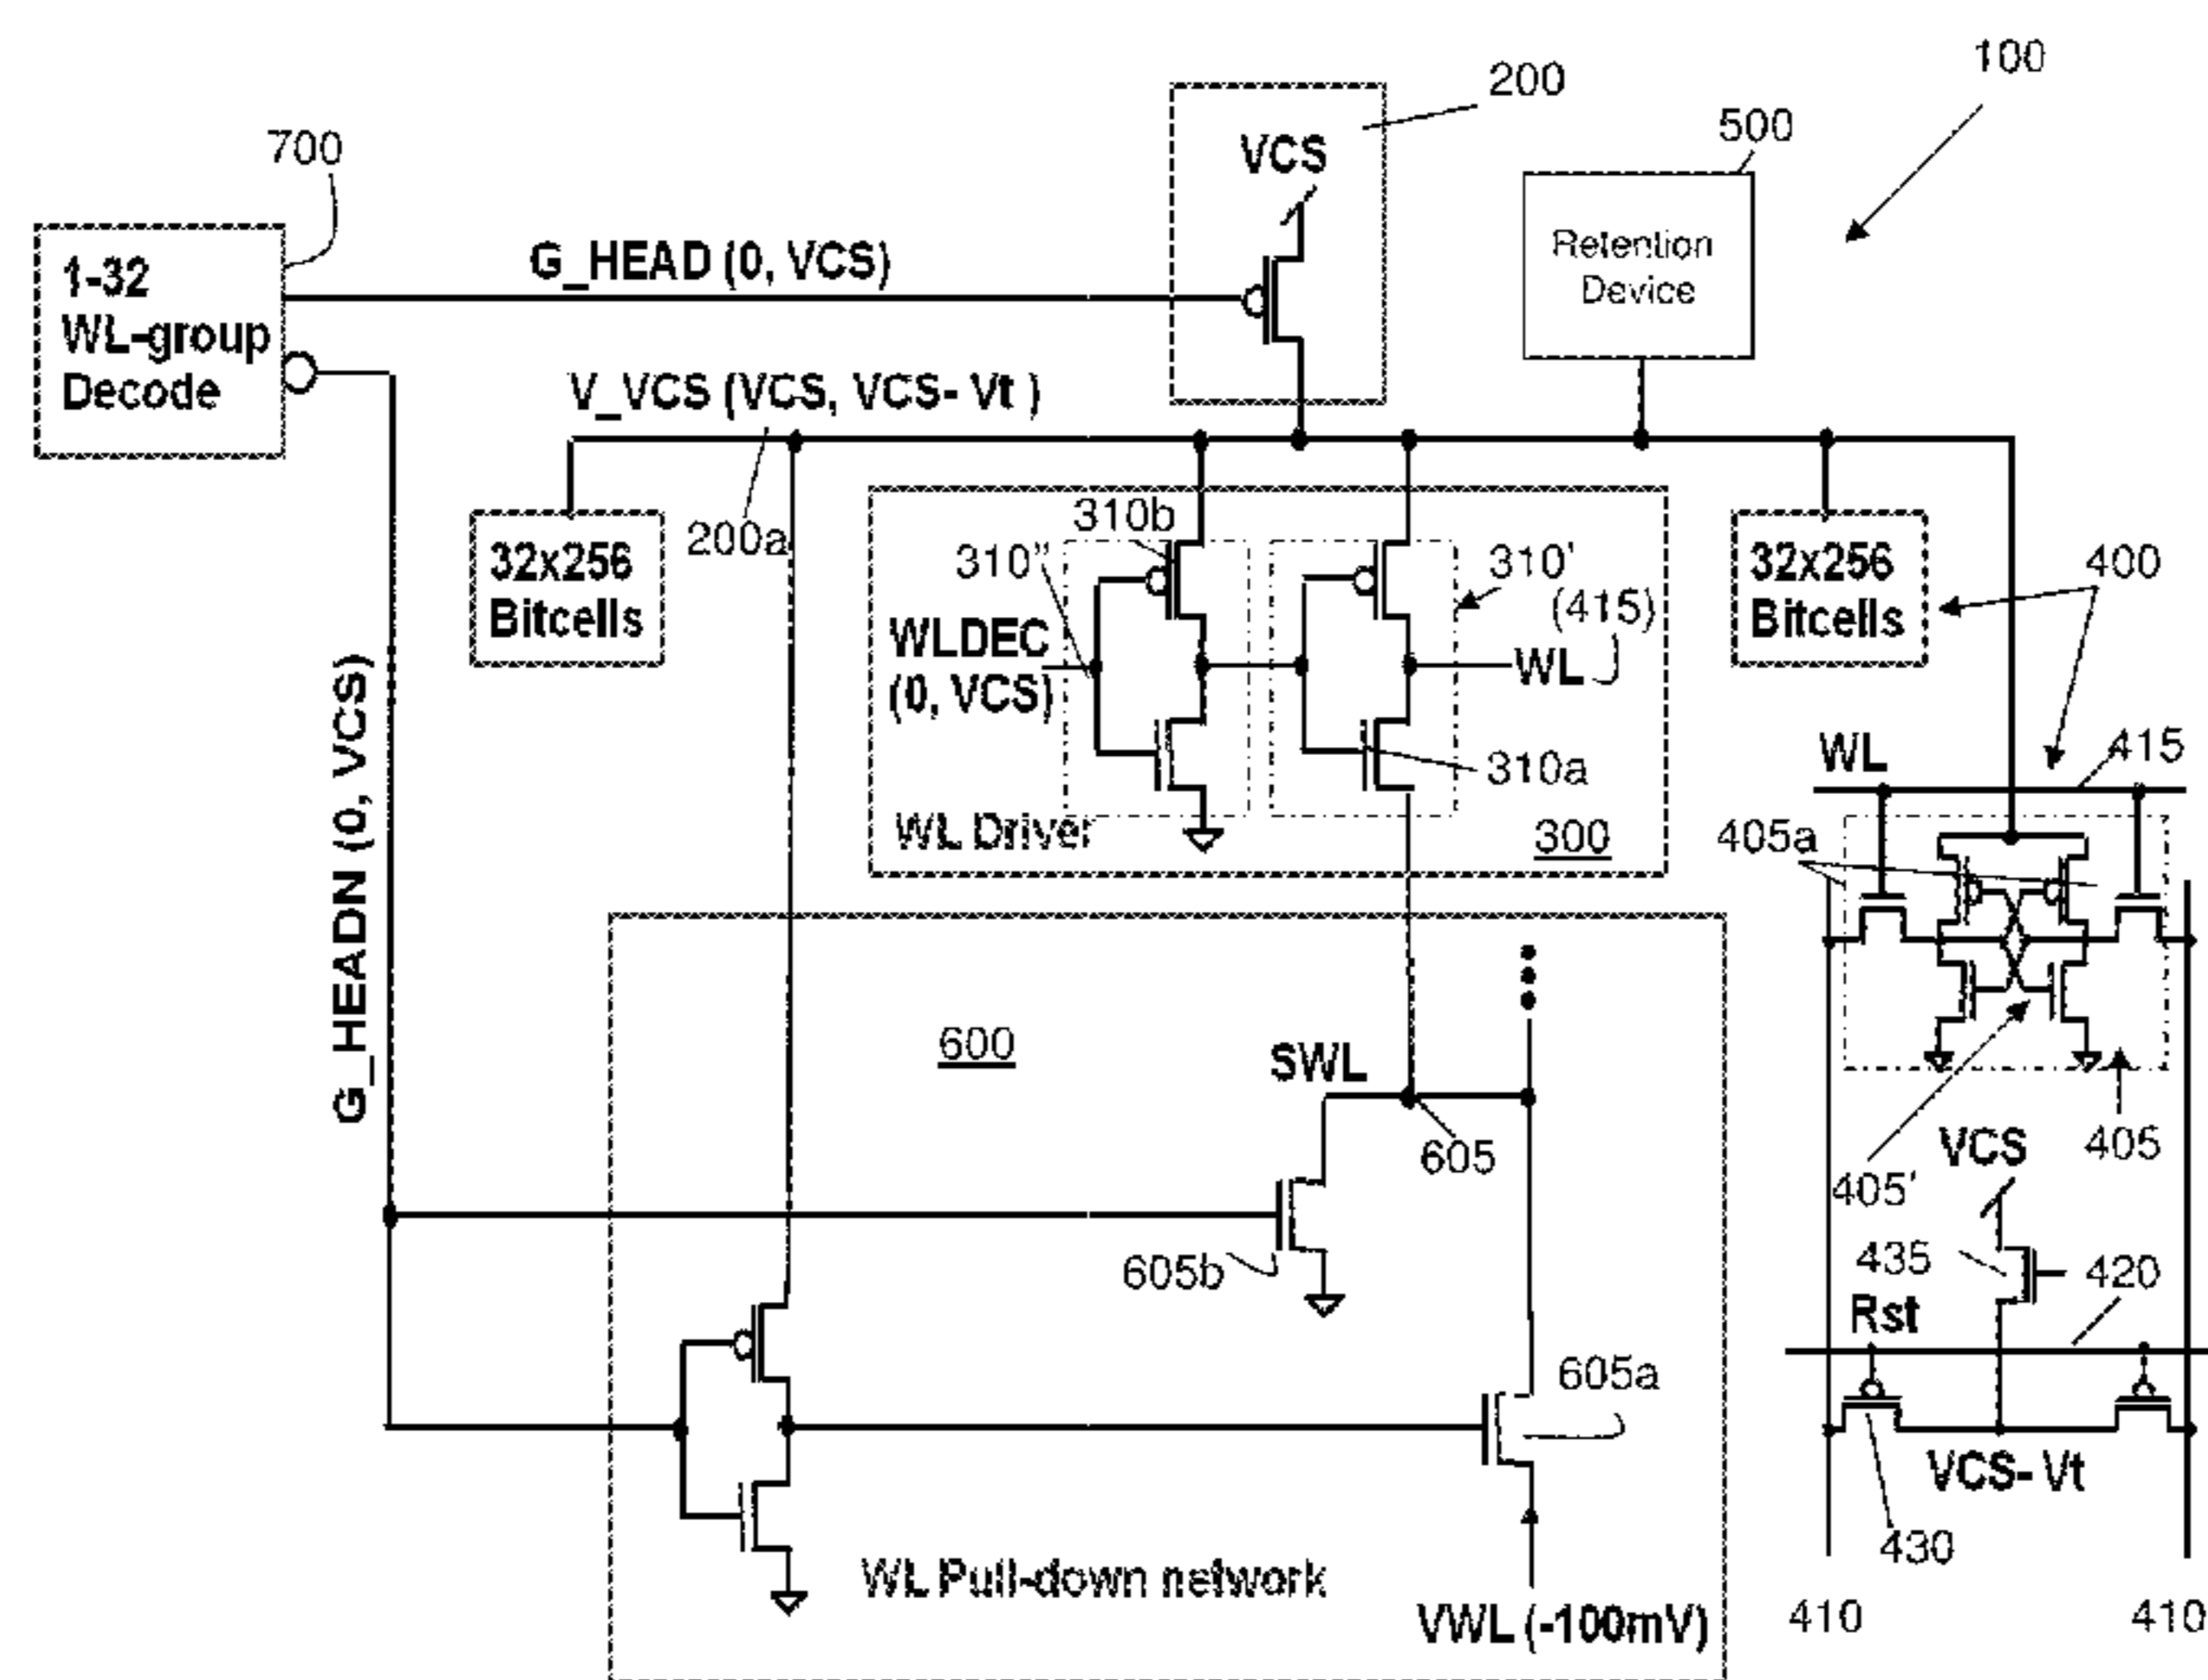 100
200
VCS
500
Retention
Device
700
1-32
WL-group
Decode
G_HEAD (0, VCS)
V_VCS (VCS, VCS- Vt )
200a
32x256
Bitcells
310b
310"
WLDEC
(0, VCS)
310'
(415)
WL
310a
WL Driver
300
32x256
Bitcells
400
WL
415
405a
405
405'
G_HEADN (0, VCS)
600
SWL
605
605b
605a
WL Pull-down network
VWL (-100mV)
VCS
435
420
Rst
VCS- Vt
430
410
410